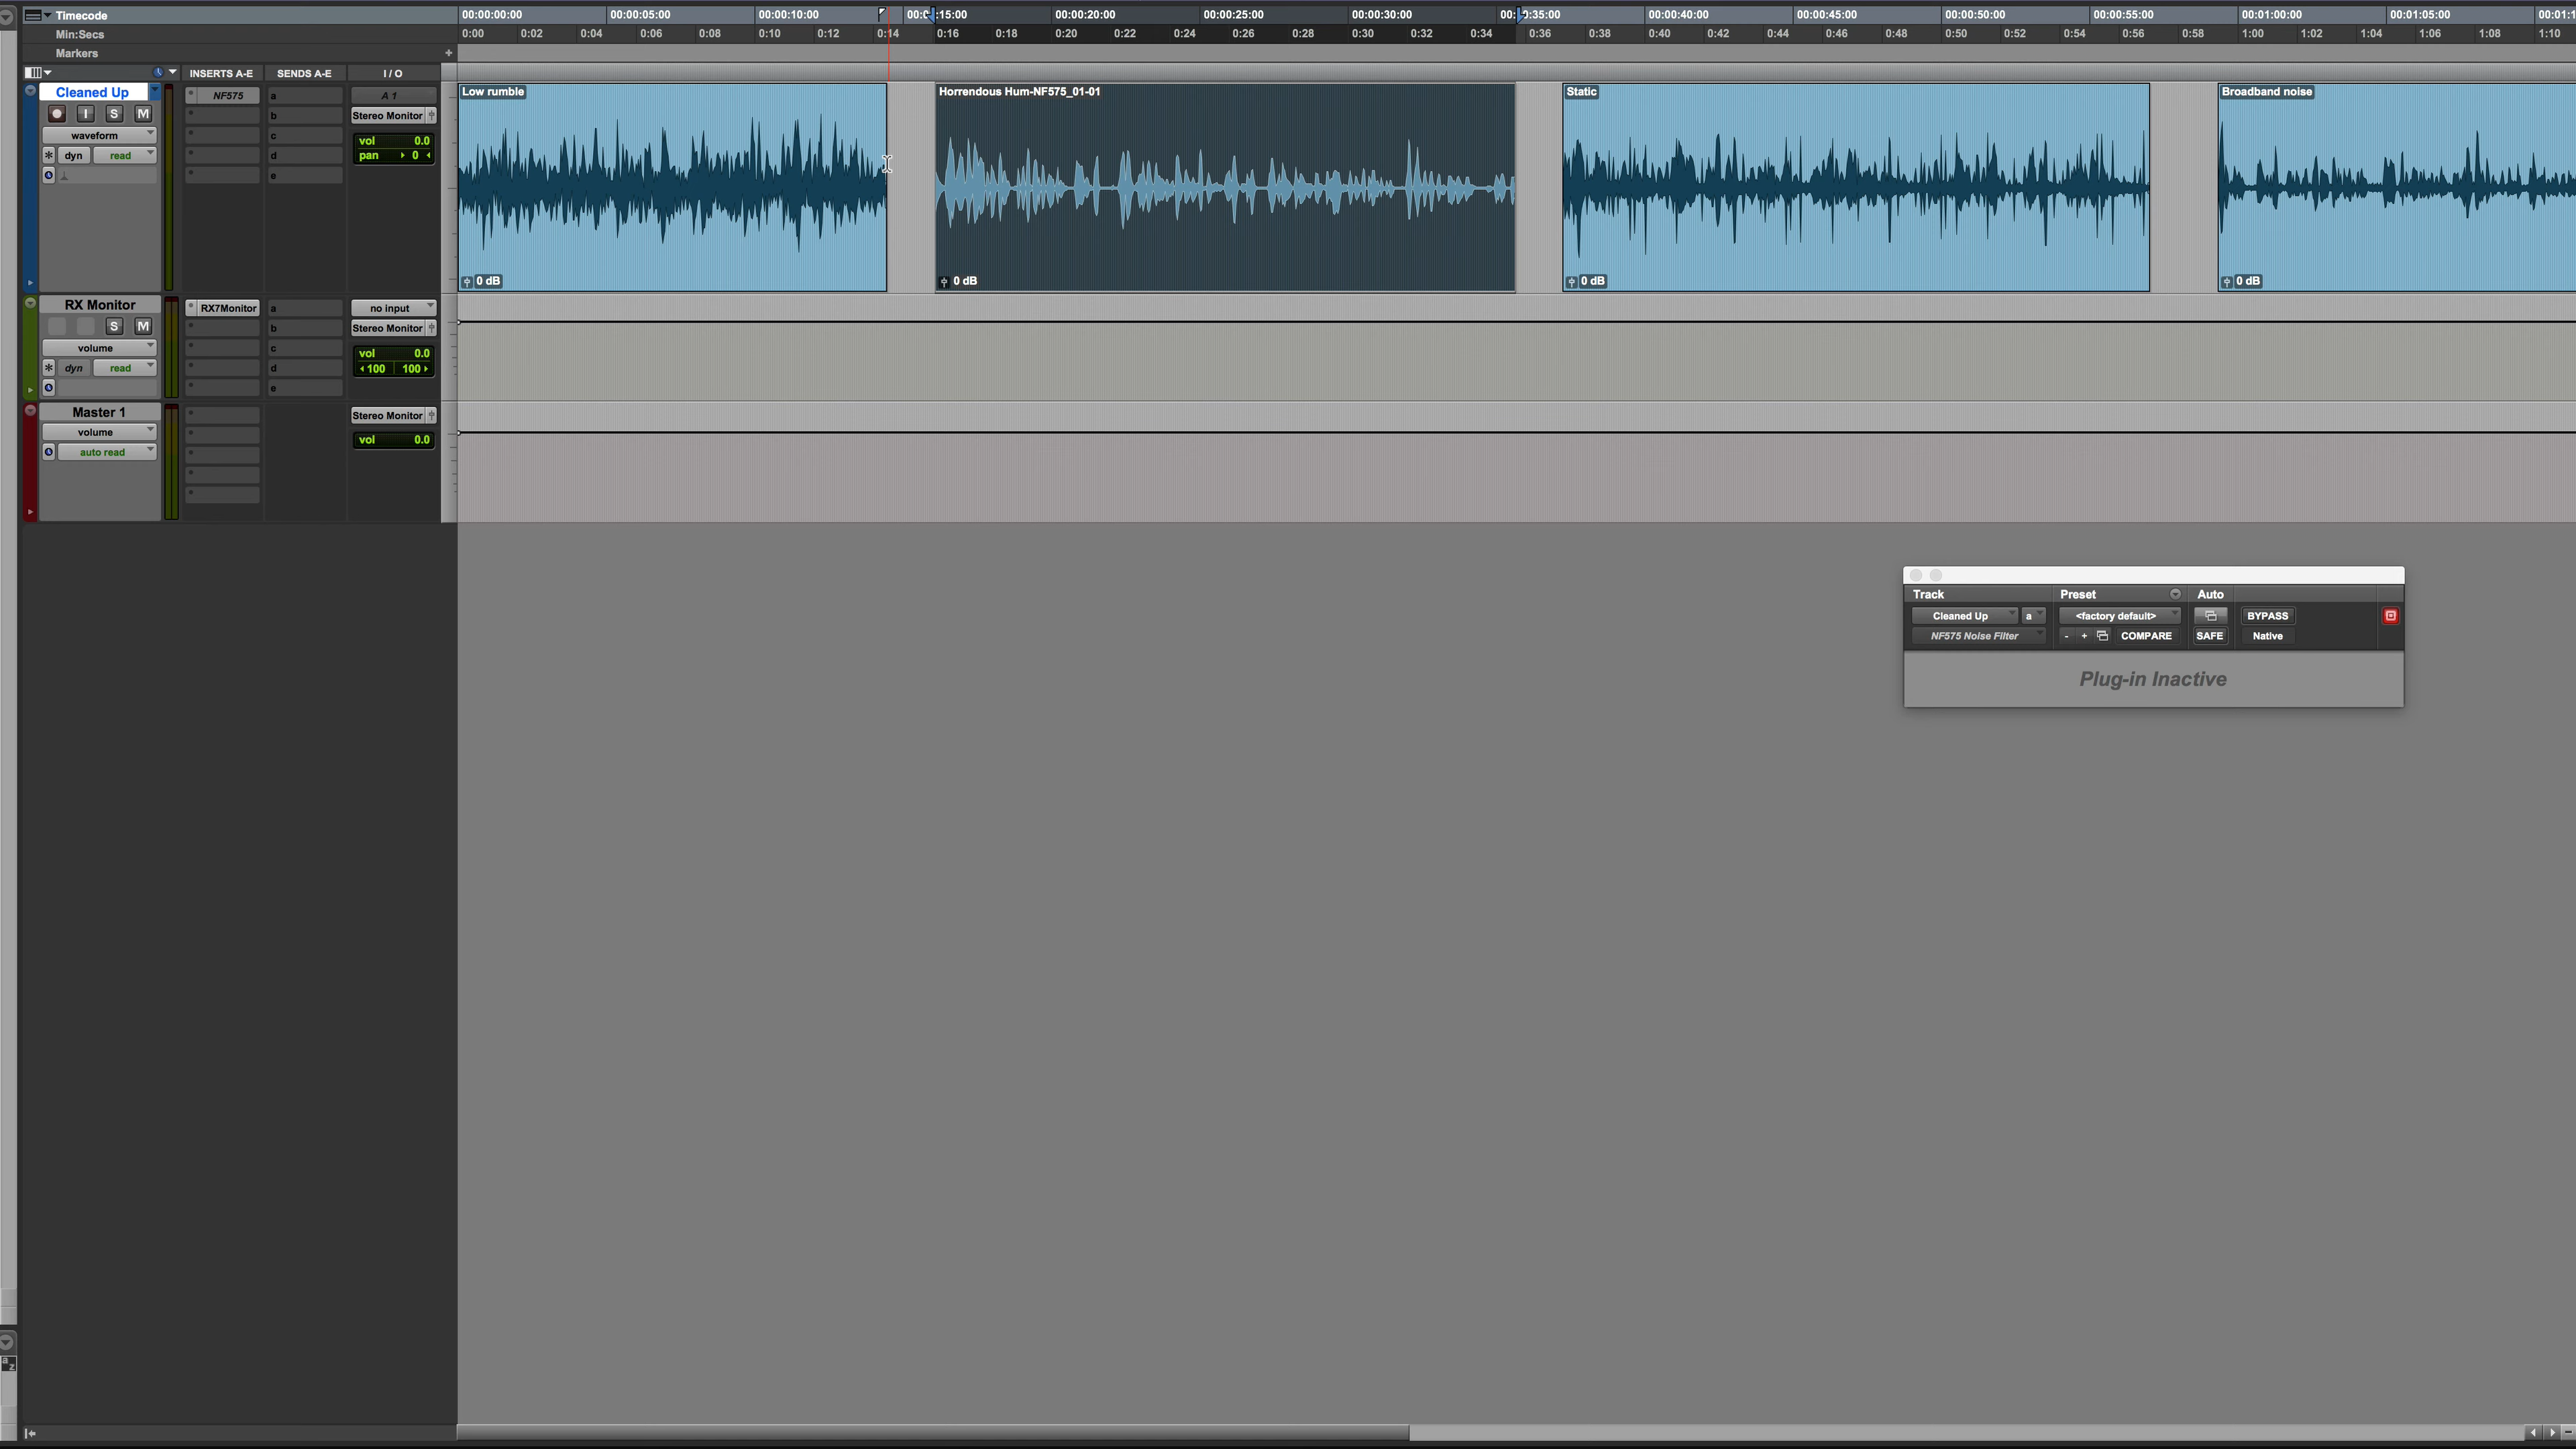 Timecode
00:00:00:00 00:00:05:00 00:00:10:00 :15:00 00:00:20:00 00:00:25:00 00:00:30:00 :35:00 00:00:40:00 00:00:45:00 00:00:50:00 00:00:55:00 00:01:00:00 00:01:05:00
Min:Secs
0:00 0:02 0:04 0:06 0:08 0:10 0:12 0:14 0:16 0:18 0:20 0:22 0:24 0:26 0:28 0:30 0:32 0:34 0:36 0:38 0:40 0:42 0:44 0:46 0:48 0:50 0:52 0:54 0:56 0:58 1:00 1:02 1:04 1:06 1:08 1:10
Markers +
INSERTS A-E SENDS A-E I / O
Cleaned Up NF575 a A 1
Low rumble Horrendous Hum-NF575_01-01 Static Broadband noise
I S M b Stereo Monitor
waveform c vol 0.0
dyn read d pan 0
e
0 dB 0 dB 0 dB 0 dB
RX Monitor RX7Monitor a no input
S M b Stereo Monitor
volume c vol 0.0
dyn read d 100 100
e
Master 1 Stereo Monitor
volume vol 0.0
auto read
Track Preset Auto
Cleaned Up a <factory default> BYPASS
NF575 Noise Filter - + COMPARE SAFE Native
Plug-in Inactive
a z